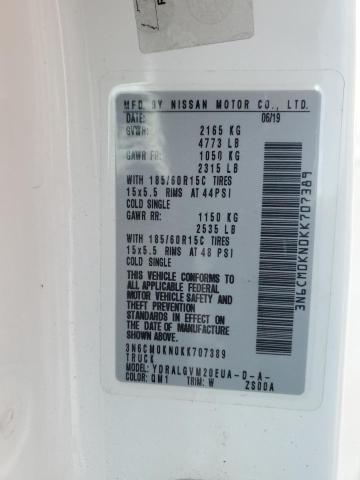 MFD. BY NISSAN MOTOR CO., LTD.
DATE: 06/19
GVWR: 2165 KG
4773 LB
GAWR FR: 1050 KG
2315 LB
WITH 185/60R15C TIRES
15x5.5 RIMS AT 44PSI
COLD SINGLE
GAWR RR: 1150 KG
2535 LB
WITH 185/60R15C TIRES
15x5.5 RIMS AT 48 PSI
COLD SINGLE
THIS VEHICLE CONFORMS TO
ALL APPLICABLE FEDERAL
MOTOR VEHICLE SAFETY
STANDARDS IN EFFECT ON
THE DATE OF MANUFACTURE
SHOWN ABOVE.
3N6CM0KN0KK707389
TRUCK
MODEL: YDRALGVM20EUA-D-A-
COLOR: QM1 TRIM: W ZS00A
3N6CM0KN0KK707389